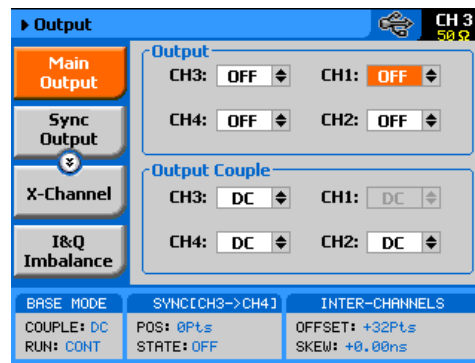 Output
CH 3
50 Ω
Main
Output
Sync
Output
X-Channel
I&Q
Imbalance
Output
CH3: OFF CH1: OFF
CH4: OFF CH2: OFF
Output Couple
CH3: DC CH1: DC
CH4: DC CH2: DC
BASE MODE
COUPLE: DC
RUN: CONT
SYNC[CH3->CH4]
POS: 0Pts
STATE: OFF
INTER-CHANNELS
OFFSET: +32Pts
SKEW: +0.00ns